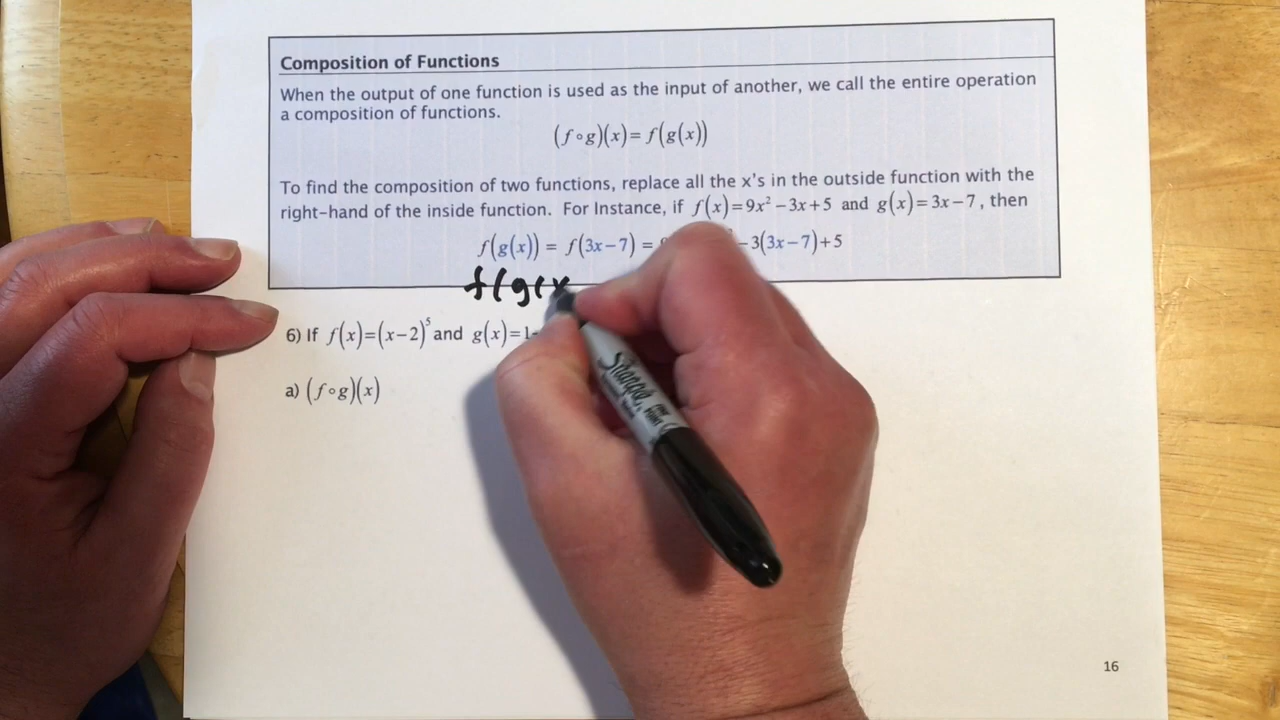 Composition of Functions
When the output of one function is used as the input of another, we call the entire operation
a composition of functions.
(f∘g)(x)=f(g(x))
To find the composition of two functions, replace all the x's in the outside function with the
right-hand of the inside function. For Instance, if f(x)=9x²−3x+5 and g(x)=3x−7, then
f(g(x)) = f(3x−7) = −3(3x−7)+5
f(g(x
6) If f(x)=(x−2)⁵ and g(x)=1
a) (f∘g)(x)
Sharpie
16